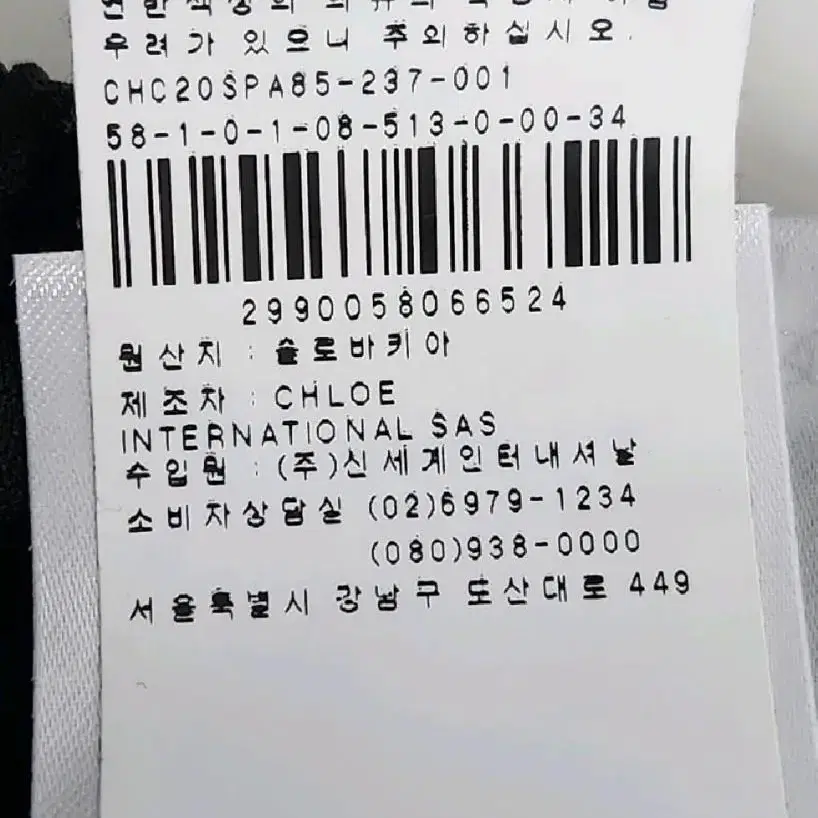 우려가 있으니 주의하십시오.
CHC20SPA85-237-001
58-1-0-1-08-513-0-00-34
2990058066524
원산지 : 슬로바키아
제조자 : CHLOE
INTERNATIONAL SAS
수입원 : (주)신세계인터내셔날
소비자상담실 (02)6979-1234
(080)938-0000
서울특별시 강남구 도산대로 449